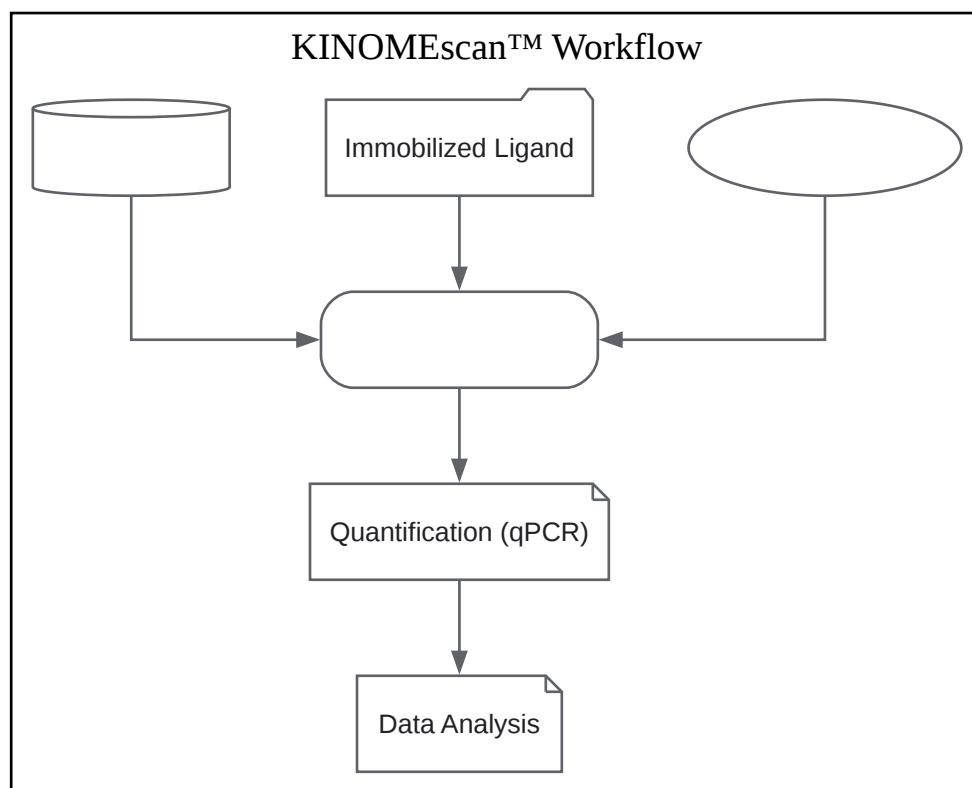 KINOMEscan™ Workflow
Immobilized Ligand
Quantification (qPCR)
Data Analysis